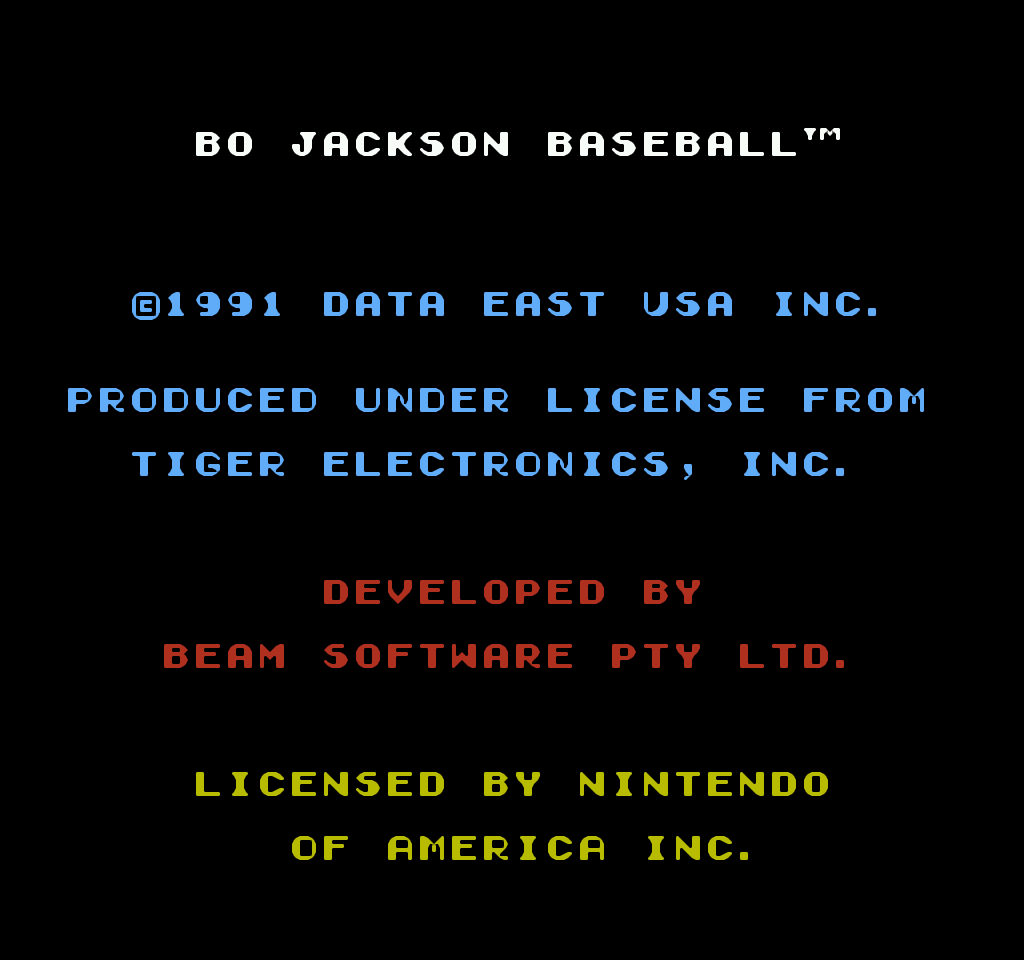 BO JACKSON BASEBALL™
©1991 DATA EAST USA INC.
PRODUCED UNDER LICENSE FROM
TIGER ELECTRONICS, INC.
DEVELOPED BY
BEAM SOFTWARE PTY LTD.
LICENSED BY NINTENDO
OF AMERICA INC.